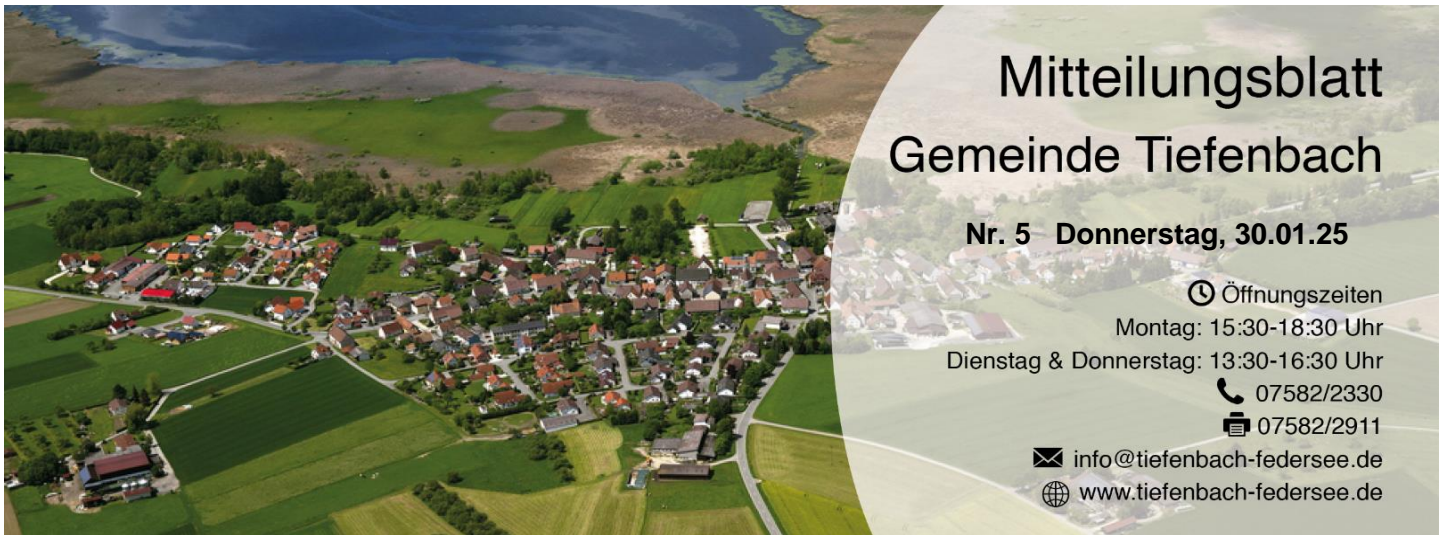 Mitteilungsblatt
Gemeinde Tiefenbach
Nr. 5 Donnerstag, 30.01.25
Öffnungszeiten
Montag: 15:30-18:30 Uhr
Dienstag & Donnerstag: 13:30-16:30 Uhr
07582/2330
07582/2911
info@tiefenbach-federsee.de
www.tiefenbach-federsee.de